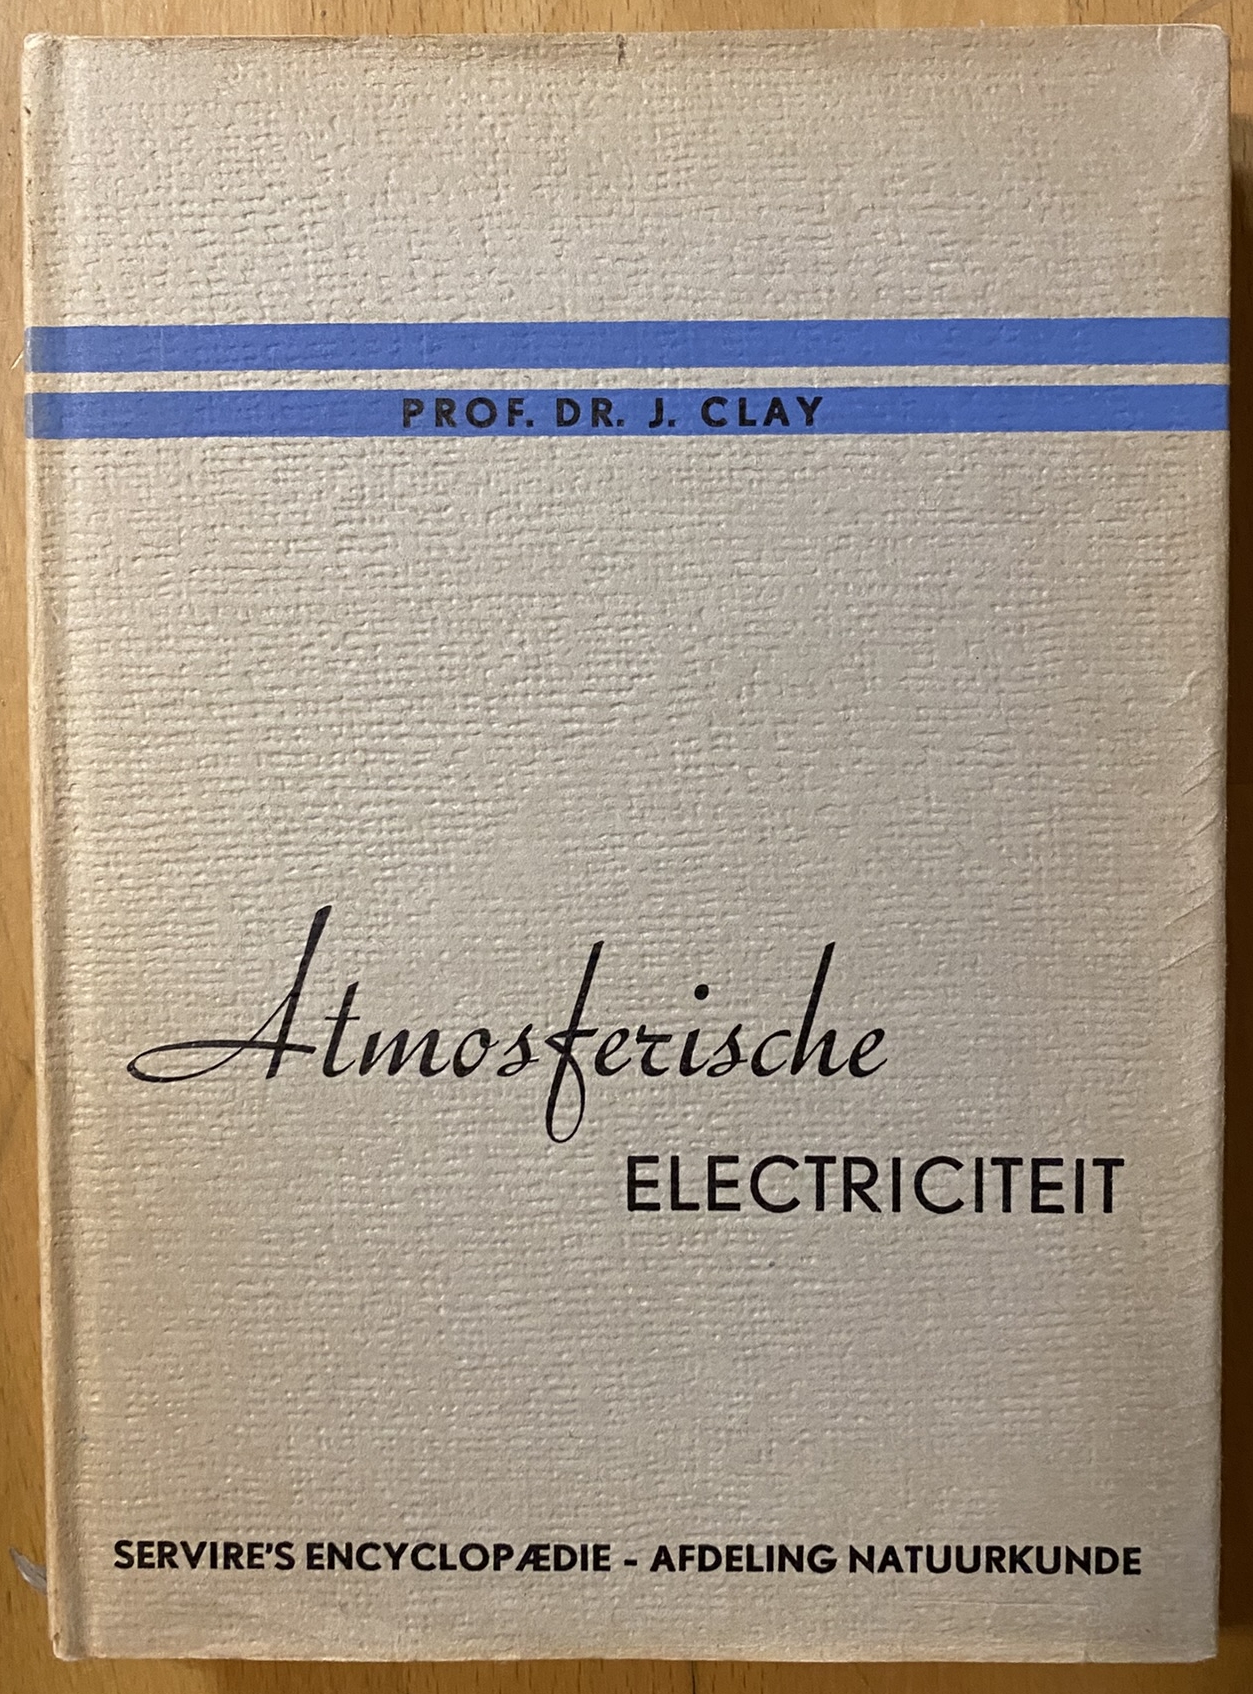 PROF. DR. J. CLAY
Atmosferische
ELECTRICITEIT
SERVIRE'S ENCYCLOPÆDIE - AFDELING NATUURKUNDE